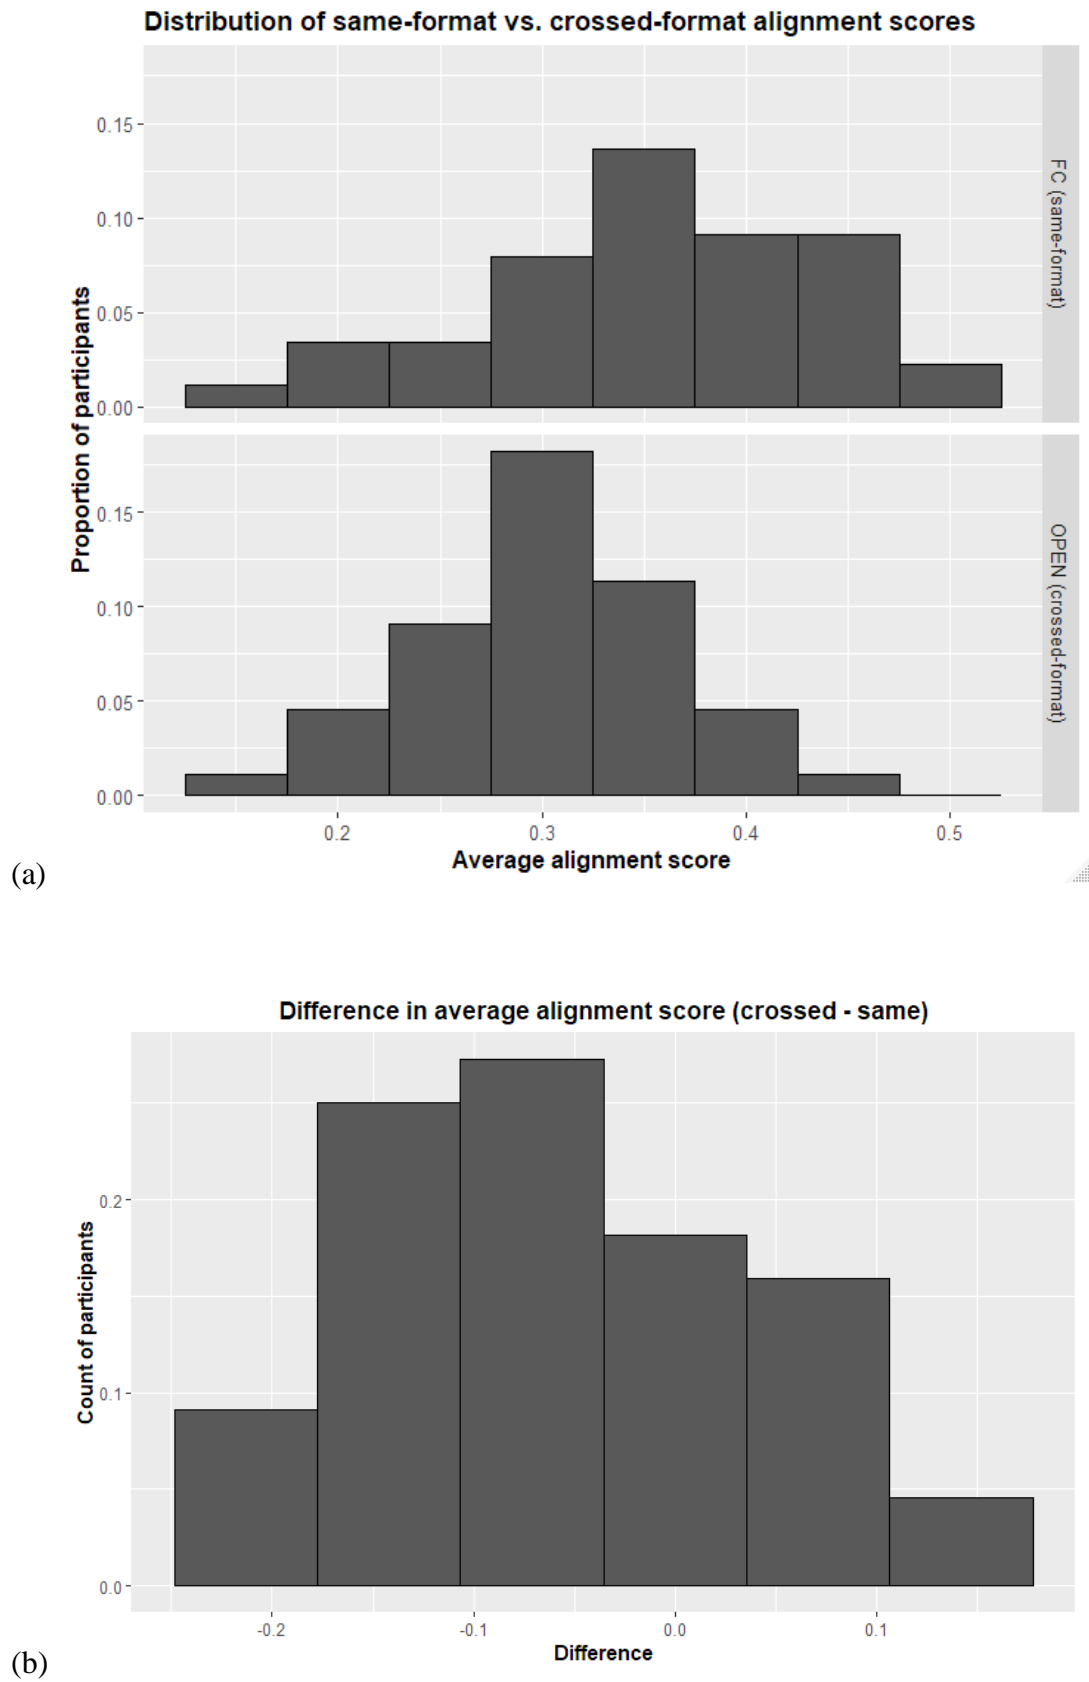 Distribution of same-format vs. crossed-format alignment scores
Proportion of participants
0.15
0.10
0.05
0.00
FC (same-format)
0.15
0.10
0.05
0.00
OPEN (crossed-format)
0.2 0.3 0.4 0.5
Average alignment score
(a)
Difference in average alignment score (crossed - same)
Count of participants
0.2
0.1
0.0
-0.2 -0.1 0.0 0.1
Difference
(b)